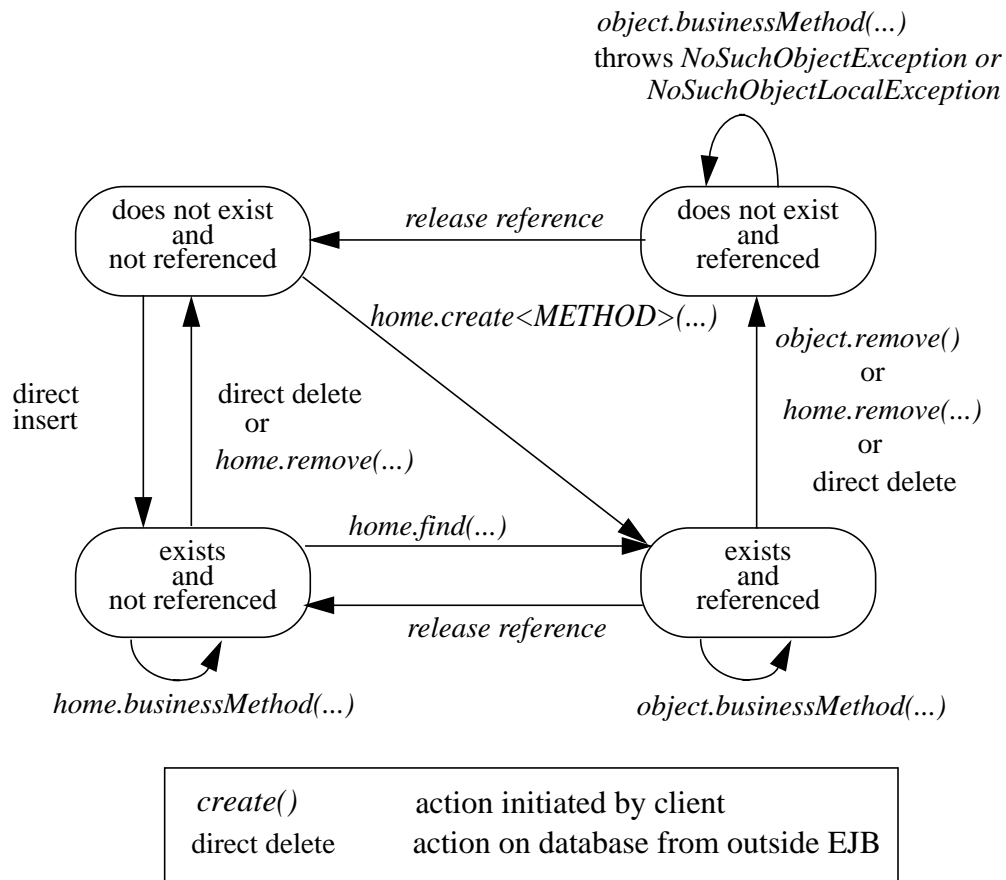 object.businessMethod(...)
throws NoSuchObjectException or
NoSuchObjectLocalException
does not exist
and
not referenced
release reference
does not exist
and
referenced
home.create<METHOD>(...)
object.remove()
or
home.remove(...)
or
direct delete
direct
insert
direct delete
or
home.remove(...)
exists
and
not referenced
home.find(...)
release reference
exists
and
referenced
home.businessMethod(...)
object.businessMethod(...)
create() action initiated by client
direct delete action on database from outside EJB